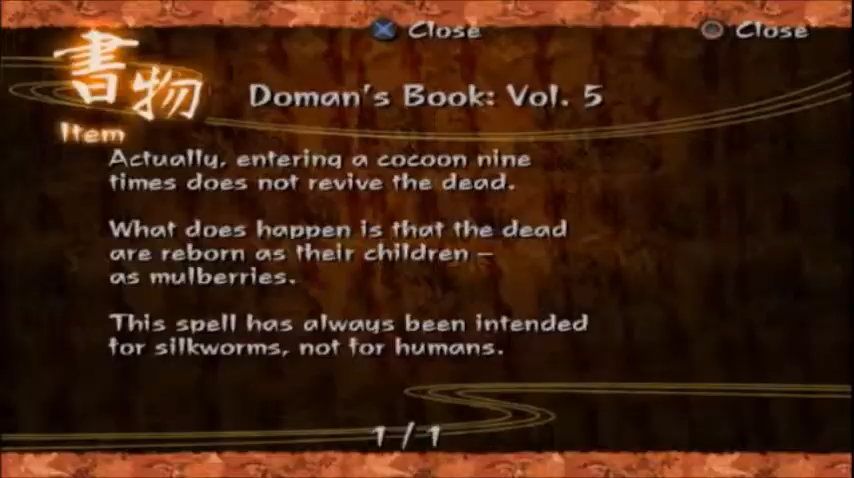 Close
Close
書物
Item
Doman's Book: Vol. 5
Actually, entering a cocoon nine
times does not revive the dead.
What does happen is that the dead
are reborn as their children –
as mulberries.
This spell has always been intended
for silkworms, not for humans.
1/1